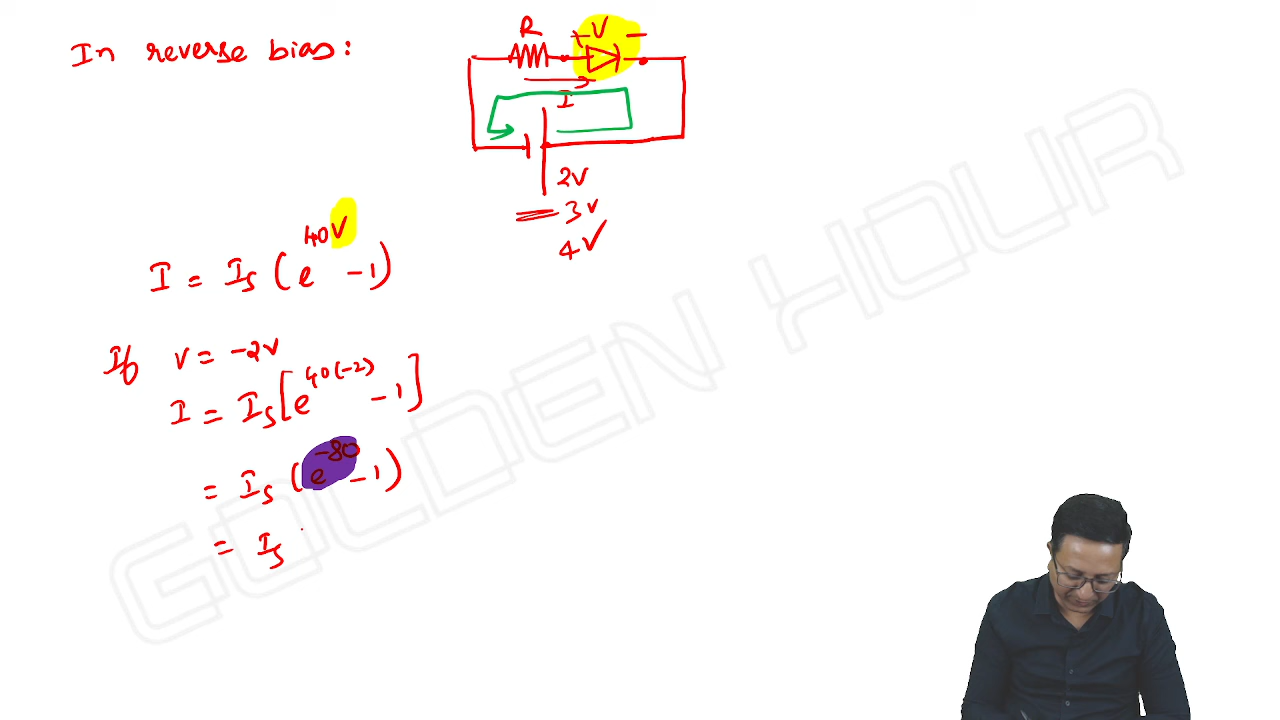 In reverse bias:
R
+ V -
I
2V
3V
4V
I = Is (e^40V - 1)
If V = -2V
I = Is [e^40(-2) - 1]
= Is (e^-80 - 1)
= Is
GOLDEN HOUR